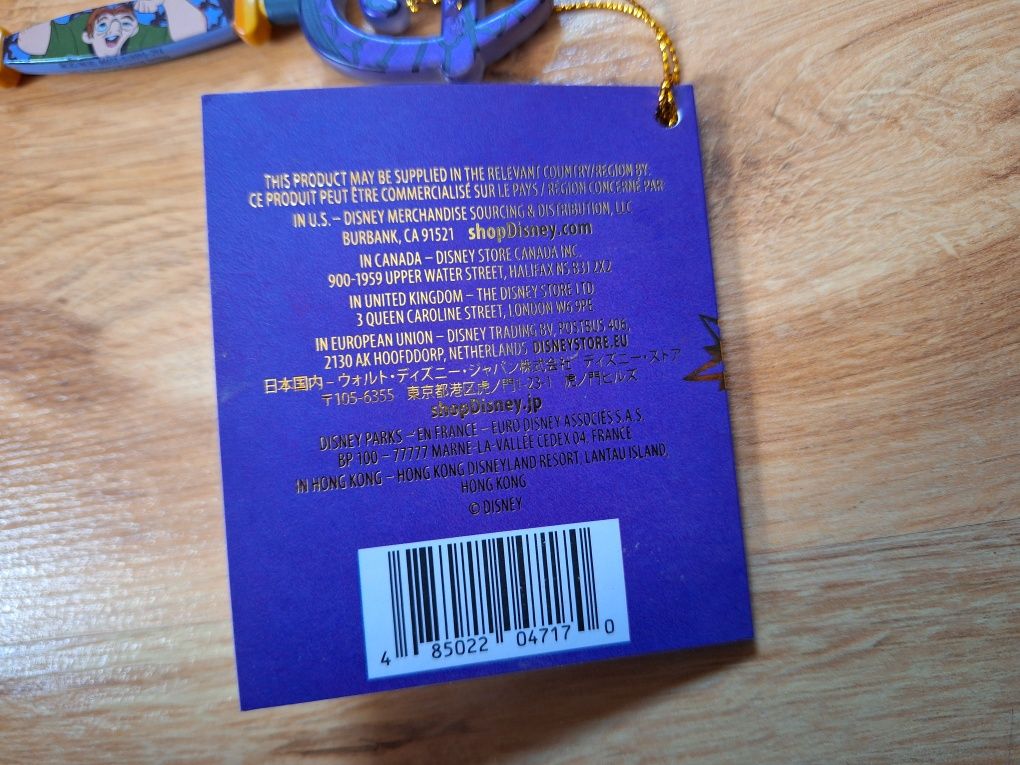 THIS PRODUCT MAY BE SUPPLIED IN THE RELEVANT COUNTRY/REGION BY.
CE PRODUIT PEUT ÊTRE COMMERCIALISÉ SUR LE PAYS / RÉGION CONCERNÉ PAR
IN U.S. – DISNEY MERCHANDISE SOURCING & DISTRIBUTION, LLC
BURBANK, CA 91521 shopDisney.com
IN CANADA – DISNEY STORE CANADA INC.
900-1959 UPPER WATER STREET, HALIFAX NS B3J 2X2
IN UNITED KINGDOM – THE DISNEY STORE LTD
3 QUEEN CAROLINE STREET, LONDON W6 9PE
IN EUROPEAN UNION – DISNEY TRADING BV, POSTBUS 406,
2130 AK HOOFDDORP, NETHERLANDS DISNEYSTORE.EU
日本国内 – ウォルト・ディズニー・ジャパン株式会社 ディズニー・ストア
〒105-6355 東京都港区虎ノ門1-23-1 虎ノ門ヒルズ
shopDisney.jp
DISNEY PARKS – EN FRANCE – EURO DISNEY ASSOCIÉS S.A.S.
BP 100 – 77777 MARNE-LA-VALLÉE CEDEX 04, FRANCE
IN HONG KONG – HONG KONG DISNEYLAND RESORT, LANTAU ISLAND,
HONG KONG
© DISNEY
4 85022 04717 0